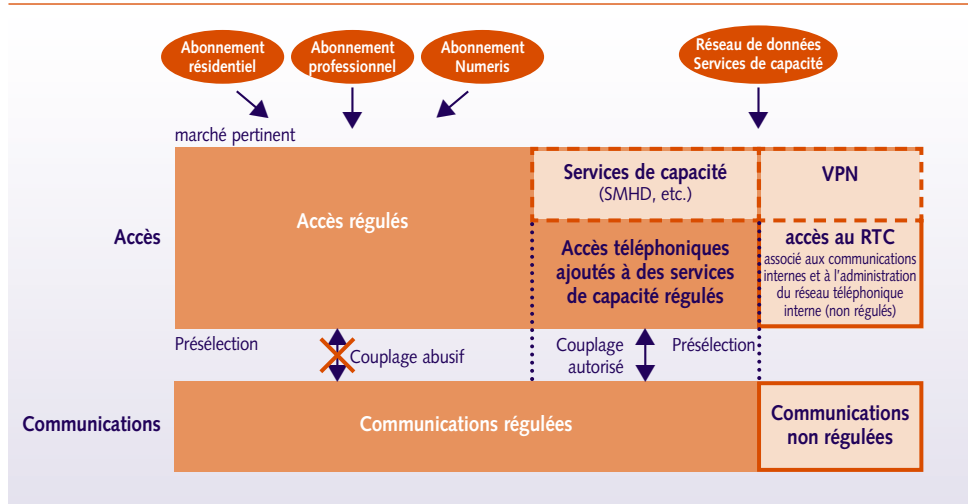 Abonnement
résidentiel
Abonnement
professionnel
Abonnement
Numeris
Réseau de données
Services de capacité
marché pertinent
Accès
Accès régulés
Services de capacité
(SMHD, etc.)
Accès téléphoniques
ajoutés à des services
de capacité régulés
VPN
accès au RTC
associé aux communications
internes et à l'administration
du réseau téléphonique
interne (non régulés)
Présélection
Couplage abusif
Couplage
autorisé
Présélection
Communications
Communications régulées
Communications
non régulées